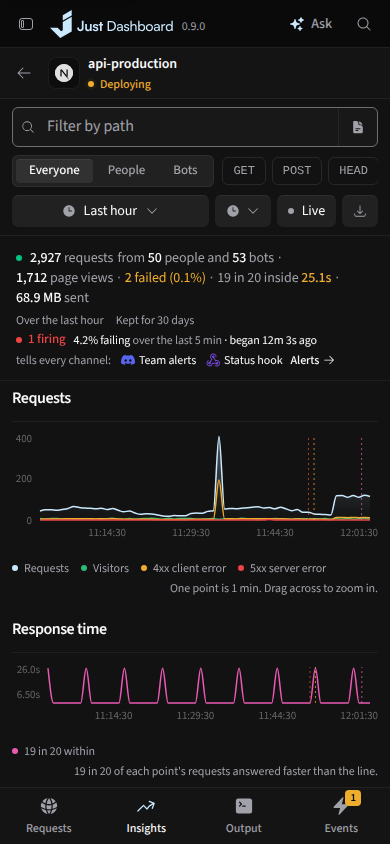 Just Dashboard 0.9.0 Ask
N api-production
Deploying
Filter by path
Everyone People Bots GET POST HEAD
Last hour Live
2,927 requests from 50 people and 53 bots ·
1,712 page views · 2 failed (0.1%) · 19 in 20 inside 25.1s ·
68.9 MB sent
Over the last hour Kept for 30 days
1 firing 4.2% failing over the last 5 min · began 12m 3s ago
tells every channel: Team alerts Status hook Alerts →
Requests
400
200
0
11:14:30 11:29:30 11:44:30 12:01:30
Requests Visitors 4xx client error 5xx server error
One point is 1 min. Drag across to zoom in.
Response time
26.0s
6.50s
11:14:30 11:29:30 11:44:30 12:01:30
19 in 20 within
19 in 20 of each point's requests answered faster than the line.
1
Requests Insights Output Events